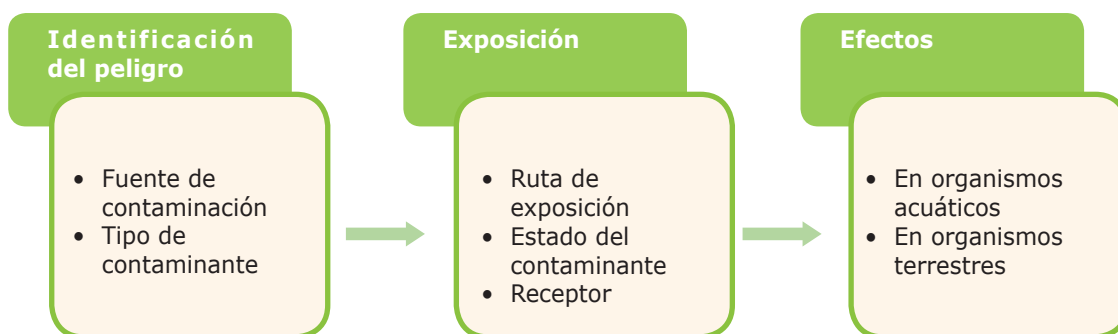 Identificación
del peligro
• Fuente de
contaminación
• Tipo de
contaminante
Exposición
• Ruta de
exposición
• Estado del
contaminante
• Receptor
Efectos
• En organismos
acuáticos
• En organismos
terrestres